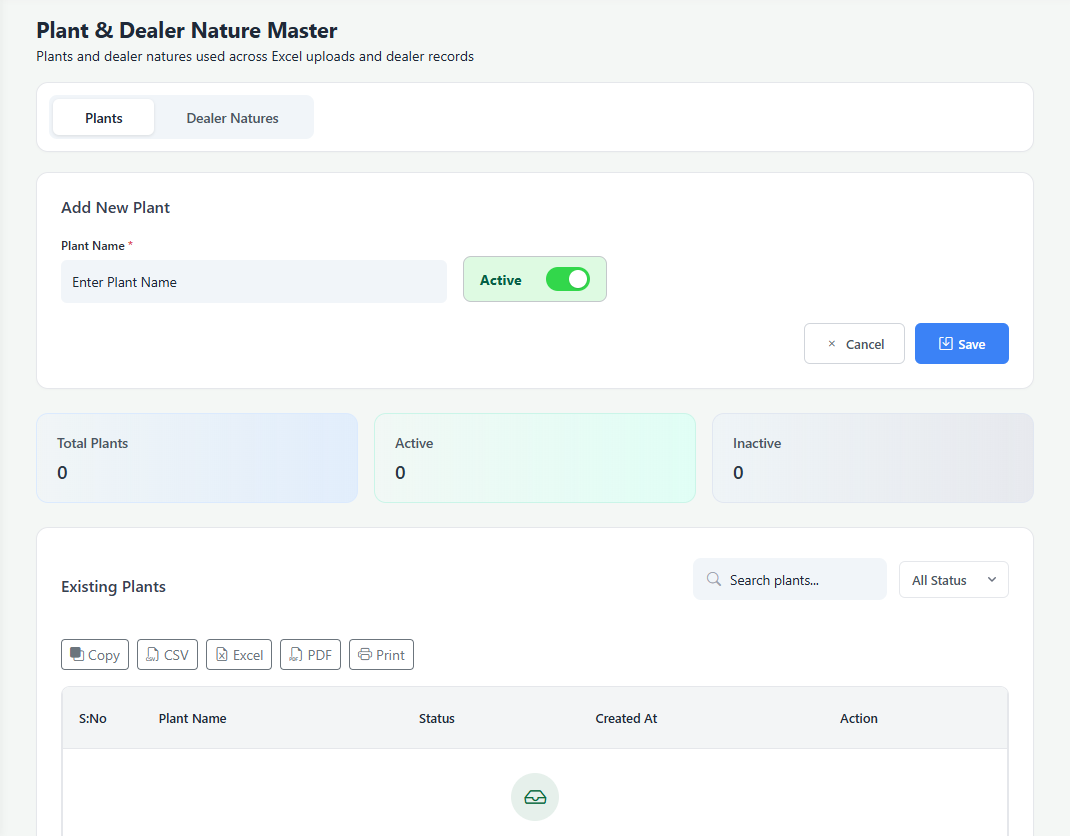 Plant & Dealer Nature Master
Plants and dealer natures used across Excel uploads and dealer records
Plants
Dealer Natures
Add New Plant
Plant Name *
Enter Plant Name
Active
× Cancel
Save
Total Plants
0
Active
0
Inactive
0
Existing Plants
Search plants...
All Status
Copy
CSV
Excel
PDF
Print
S:No
Plant Name
Status
Created At
Action